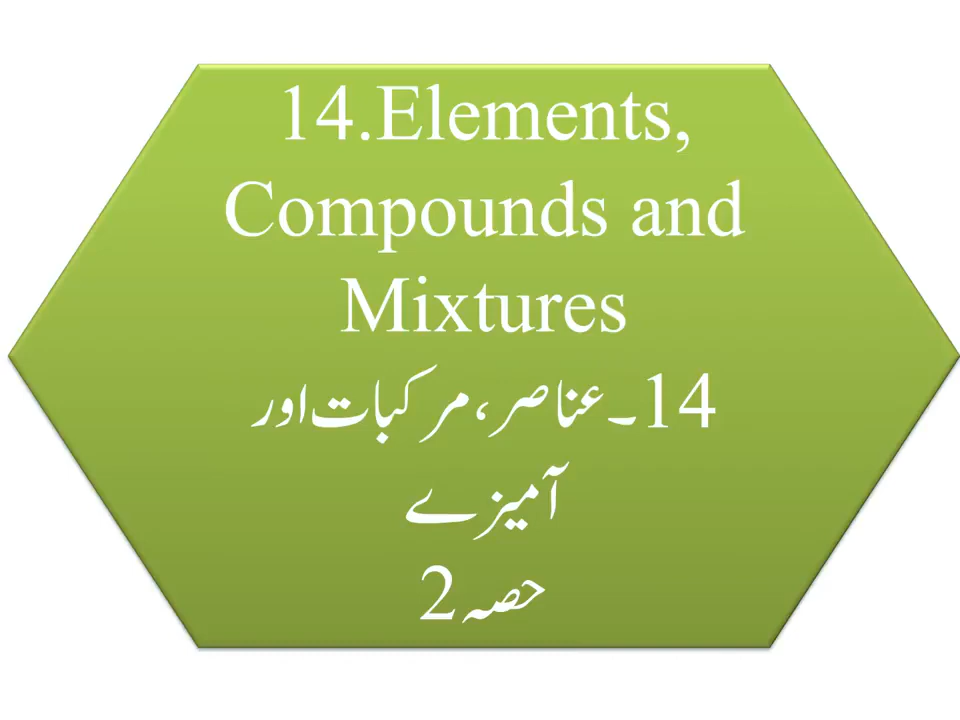 14.Elements,
Compounds and
Mixtures
14۔عناصر، مرکبات اور
آمیزے
حصہ 2